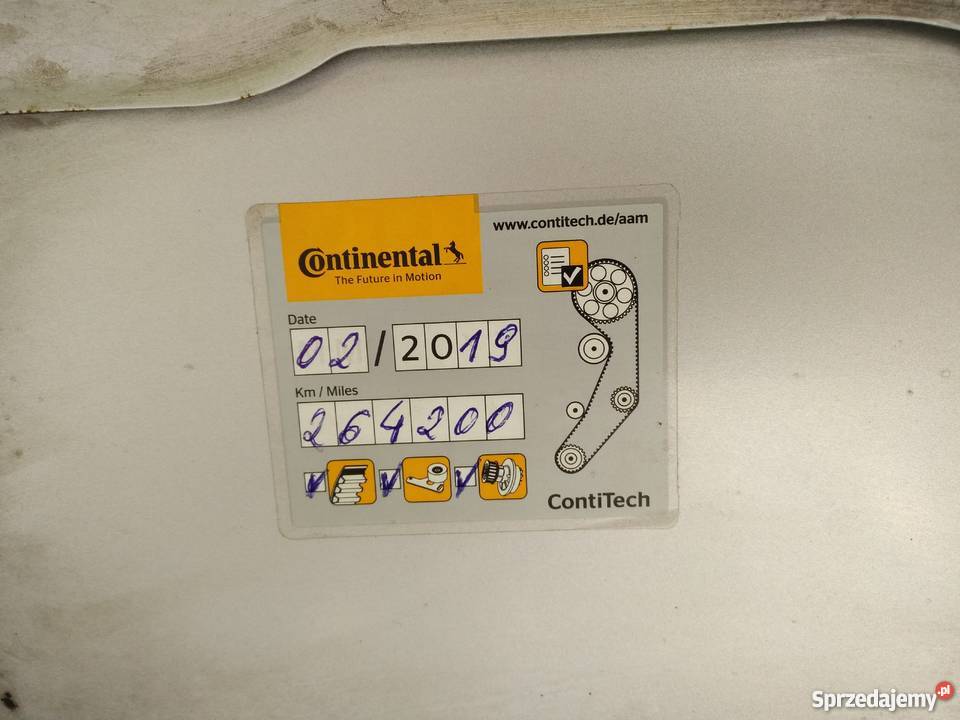 Continental
The Future in Motion
www.contitech.de/aam
Date
02/2019
Km / Miles
264200
ContiTech
Sprzedajemy.pl